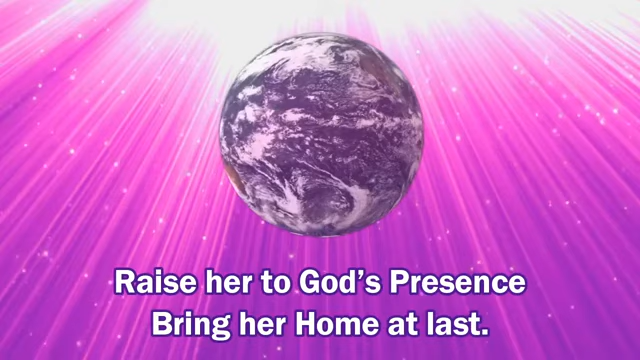 Raise her to God's Presence
Bring her Home at last.